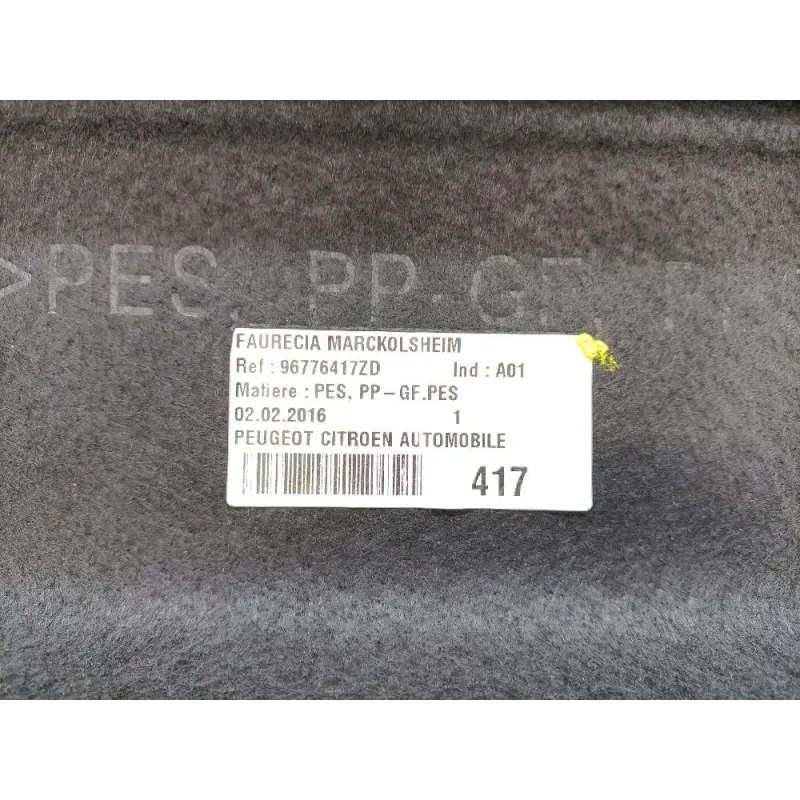 >PES, PP-GF. P
FAURECIA MARCKOLSHEIM
Ref : 96776417ZD Ind : A01
Matiere : PES, PP-GF.PES
02.02.2016 1
PEUGEOT CITROEN AUTOMOBILE
417